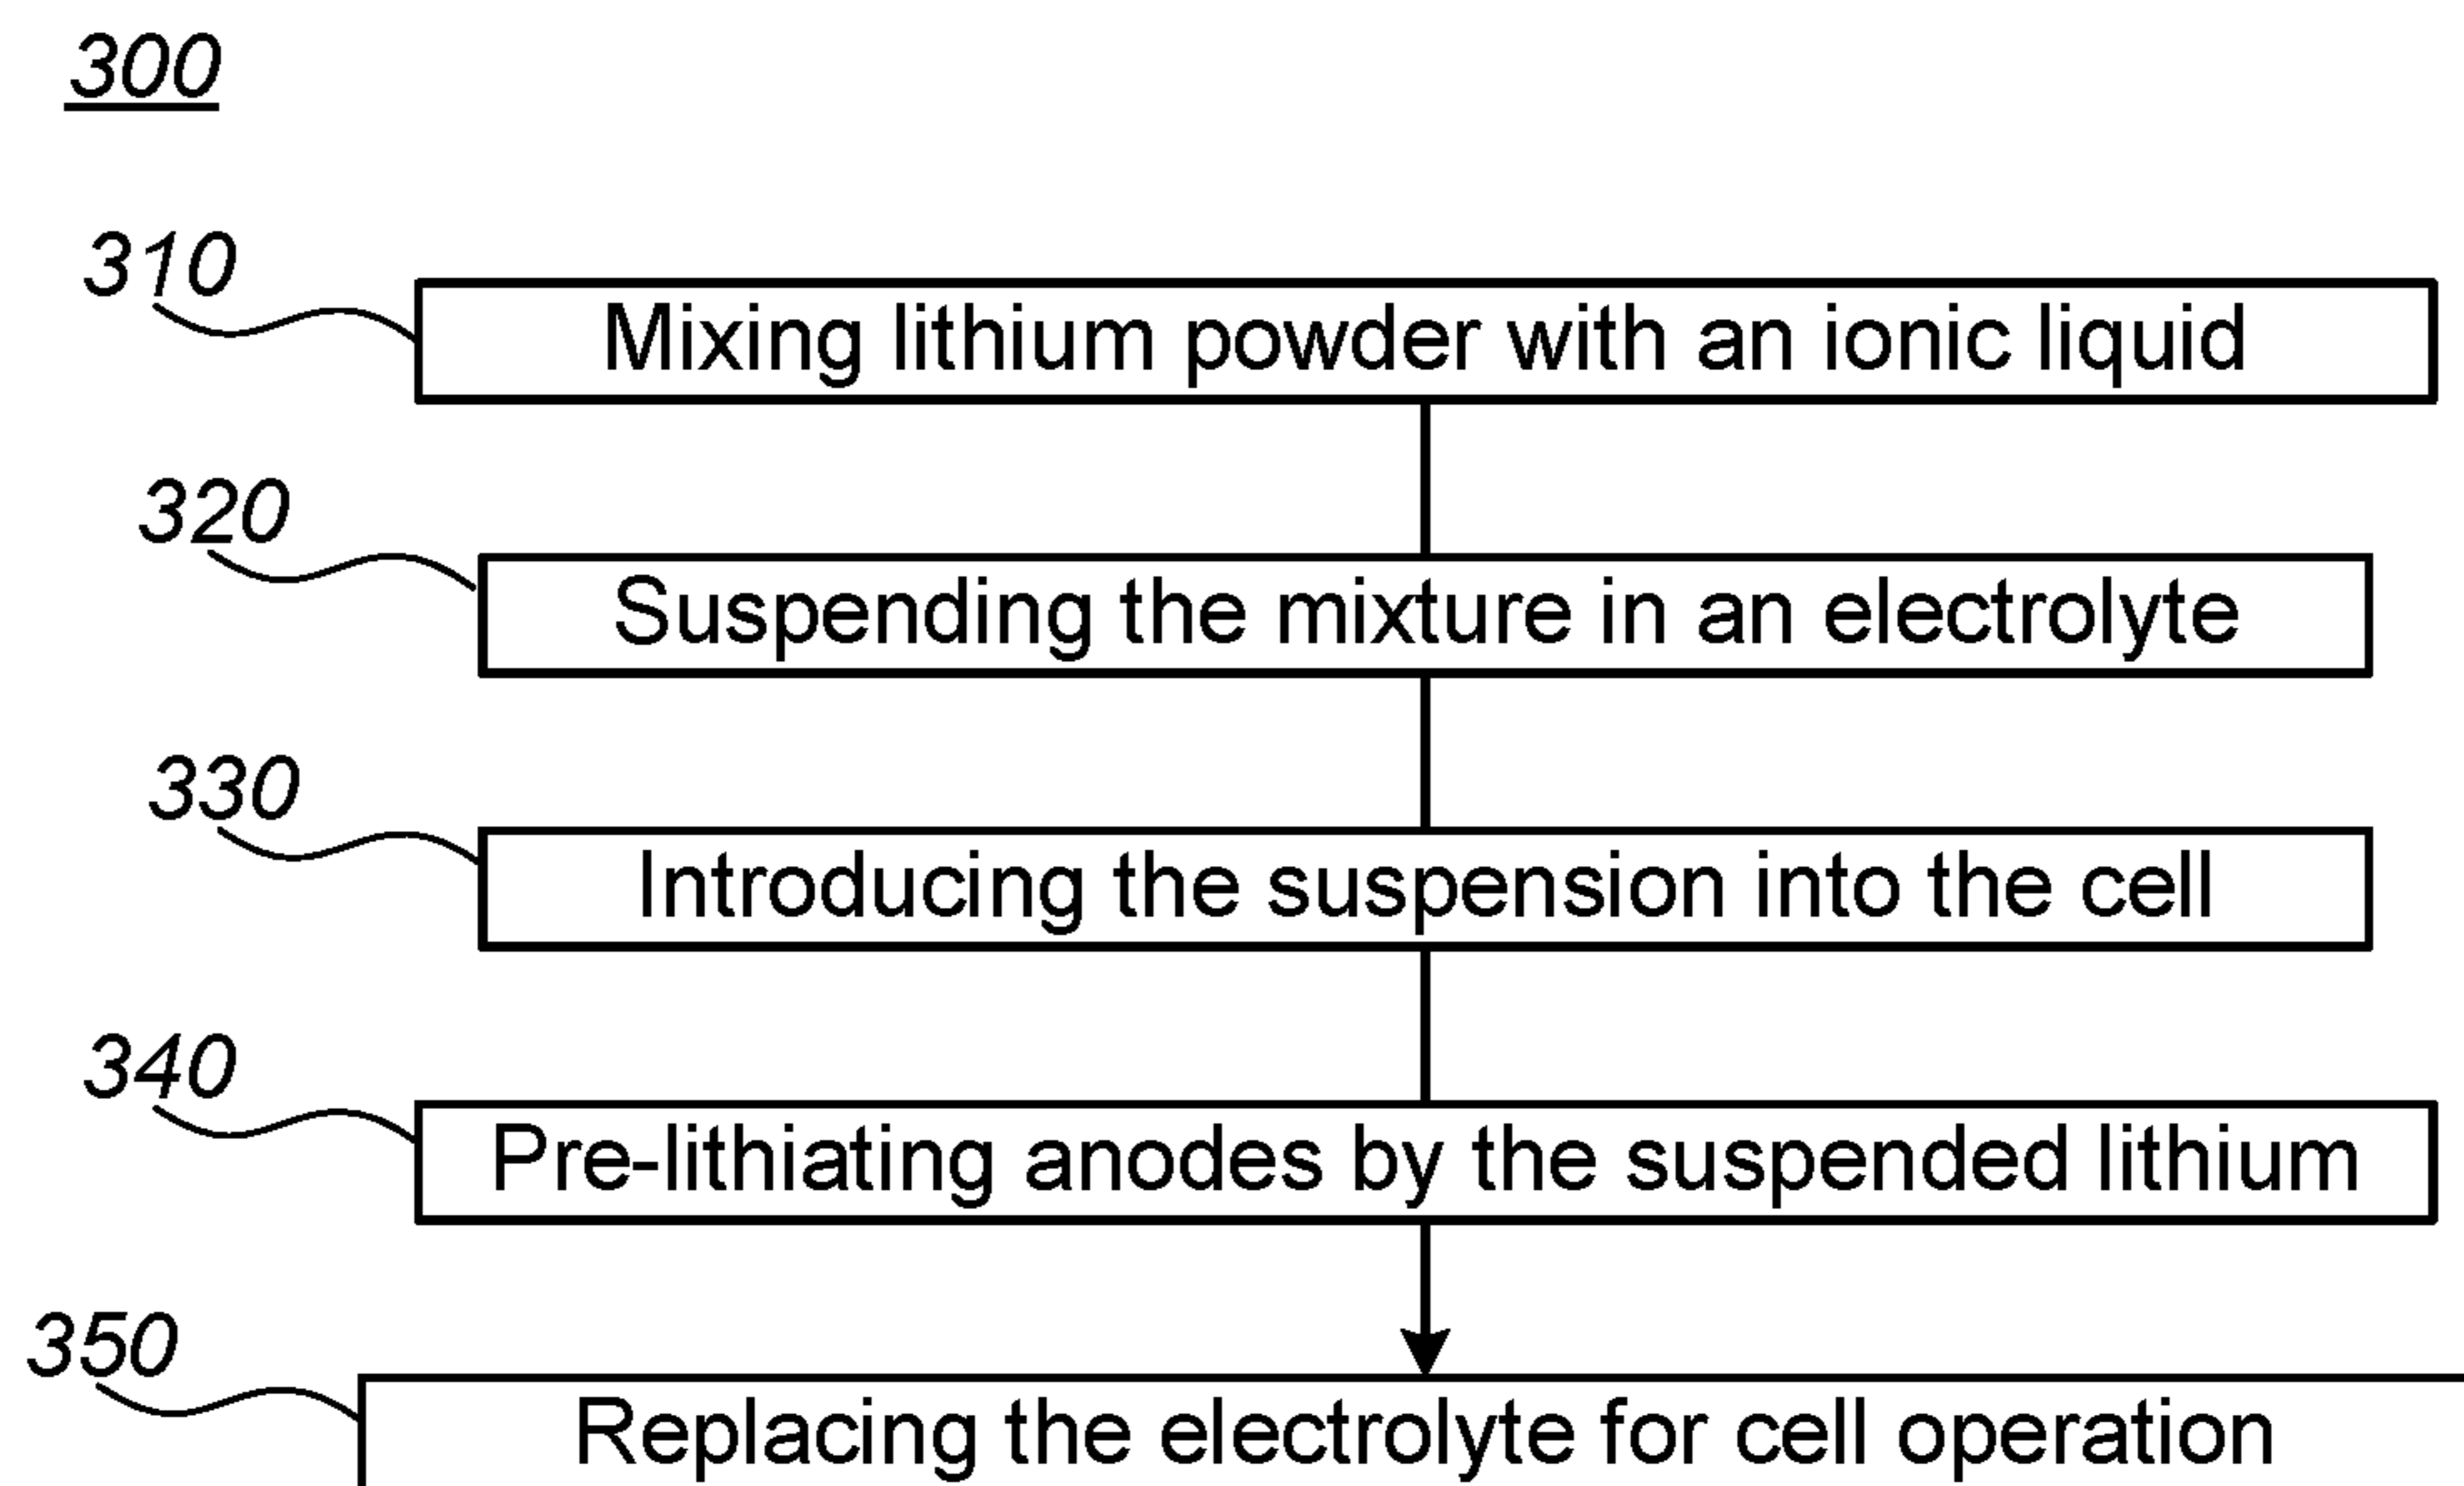 300
310
Mixing lithium powder with an ionic liquid
320
Suspending the mixture in an electrolyte
330
Introducing the suspension into the cell
340
Pre-lithiating anodes by the suspended lithium
350
Replacing the electrolyte for cell operation